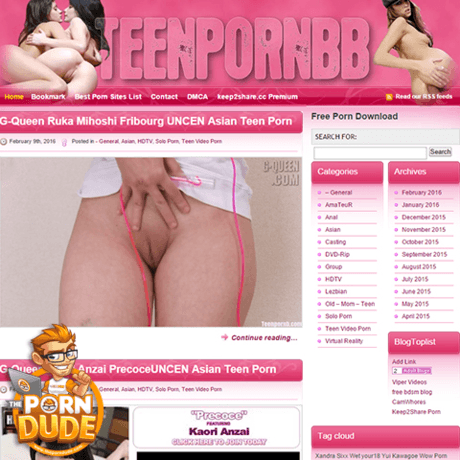 TEENPORNBB
Home Bookmark Best Porn Sites List Contact DMCA keep2share.cc Premium
Read our RSS feeds
G-Queen Ruka Mihoshi Fribourg UNCEN Asian Teen Porn
February 9th, 2016 Posted in - General, Asian, HDTV, Solo Porn, Teen Video Porn
G-QUEEN
.COM
Continue reading...
Anzai PrecoceUNCEN Asian Teen Porn
General, Asian, HDTV, Solo Porn, Teen Video Porn
"Precoce"
FEATURING
Kaori Anzai
CLICK HERE TO JOIN TODAY
THE
PORN
DUDE
Free Porn Download
SEARCH FOR:
Search
Categories
– General
AmaTeuR
Anal
Asian
Casting
DVD-Rip
Group
HDTV
Lezbian
Old – Mom – Teen
Solo Porn
Teen Video Porn
Virtual Reality
Archives
February 2016
January 2016
December 2015
November 2015
October 2015
September 2015
August 2015
July 2015
June 2015
May 2015
April 2015
BlogToplist
Add Link
2 Adult Blogs
Viper Videos
free bdsm blog
CamWhores
Keep2Share Porn
Tag cloud
Xandra Sixx Wet your18 Yui Kawagoe Wow Porn